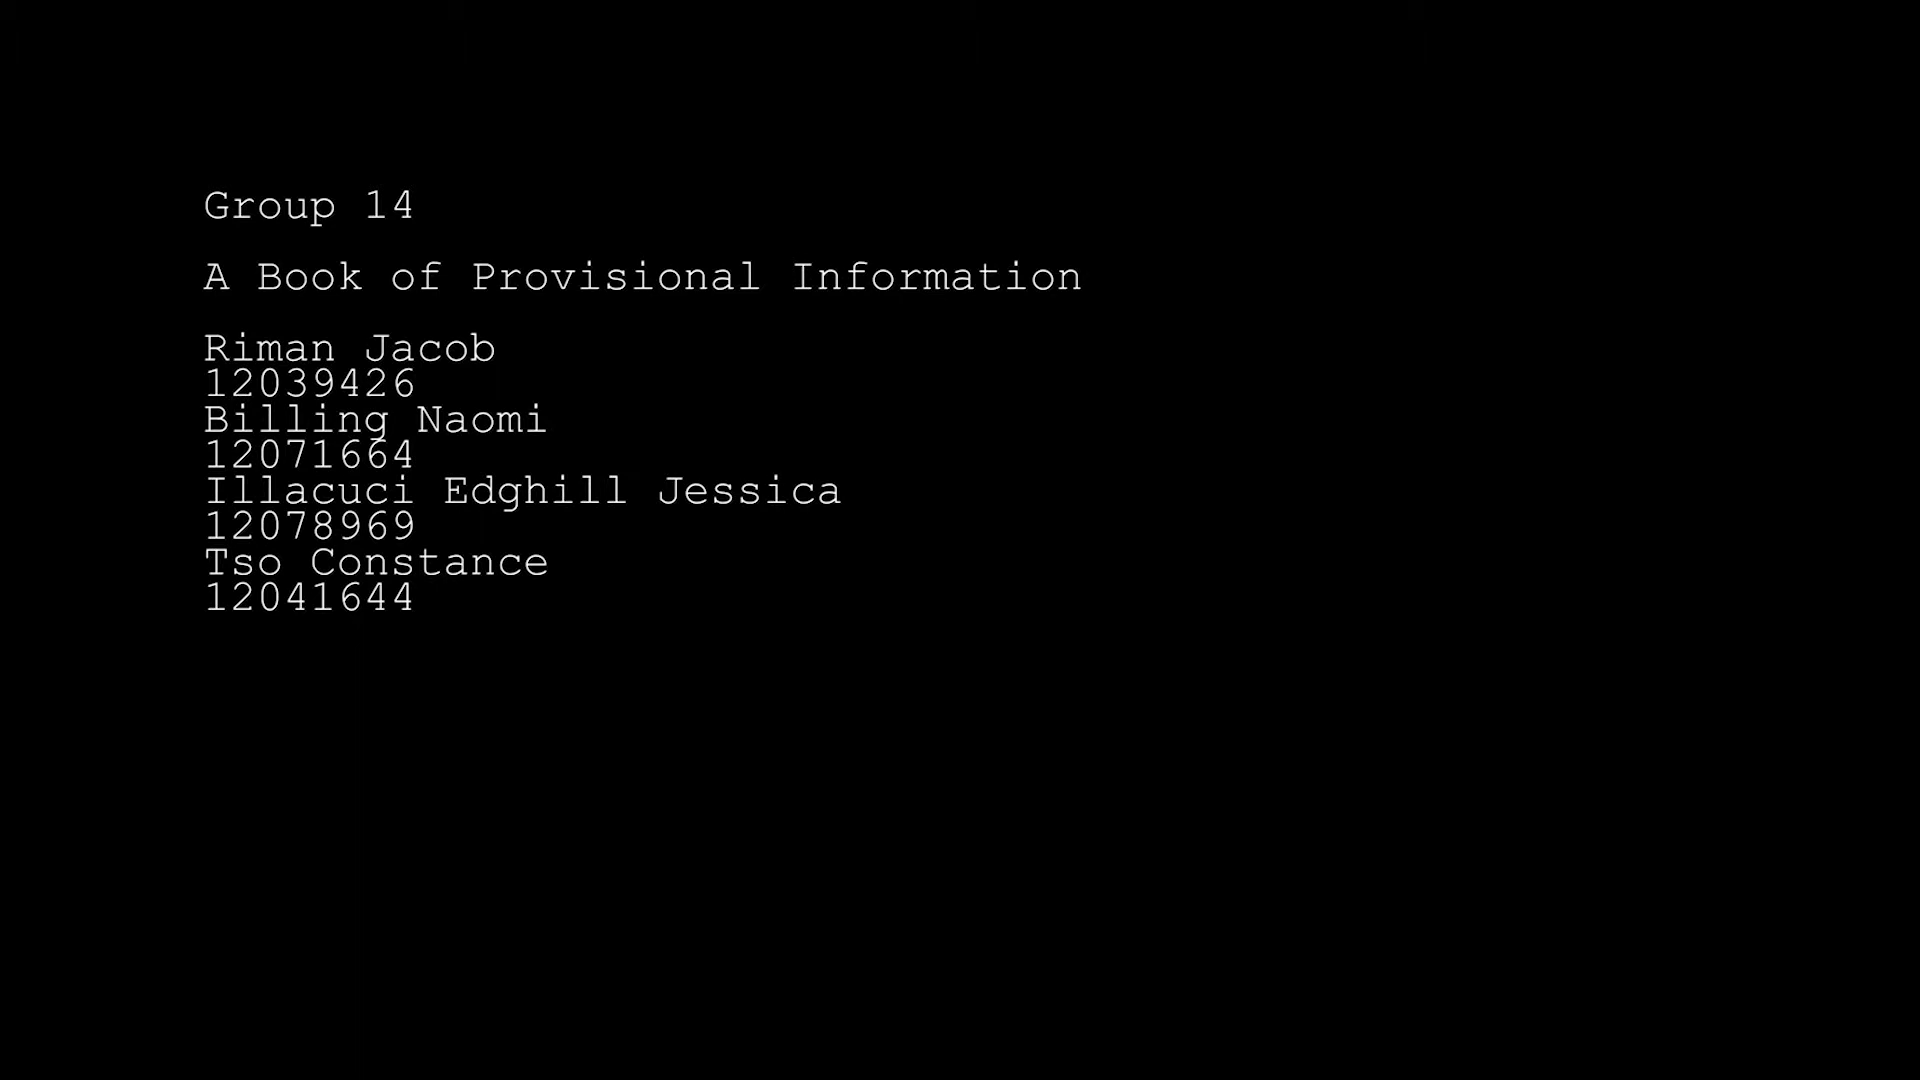 Group 14
A Book of Provisional Information
Riman Jacob
12039426
Billing Naomi
12071664
Illacuci Edghill Jessica
12078969
Tso Constance
12041644